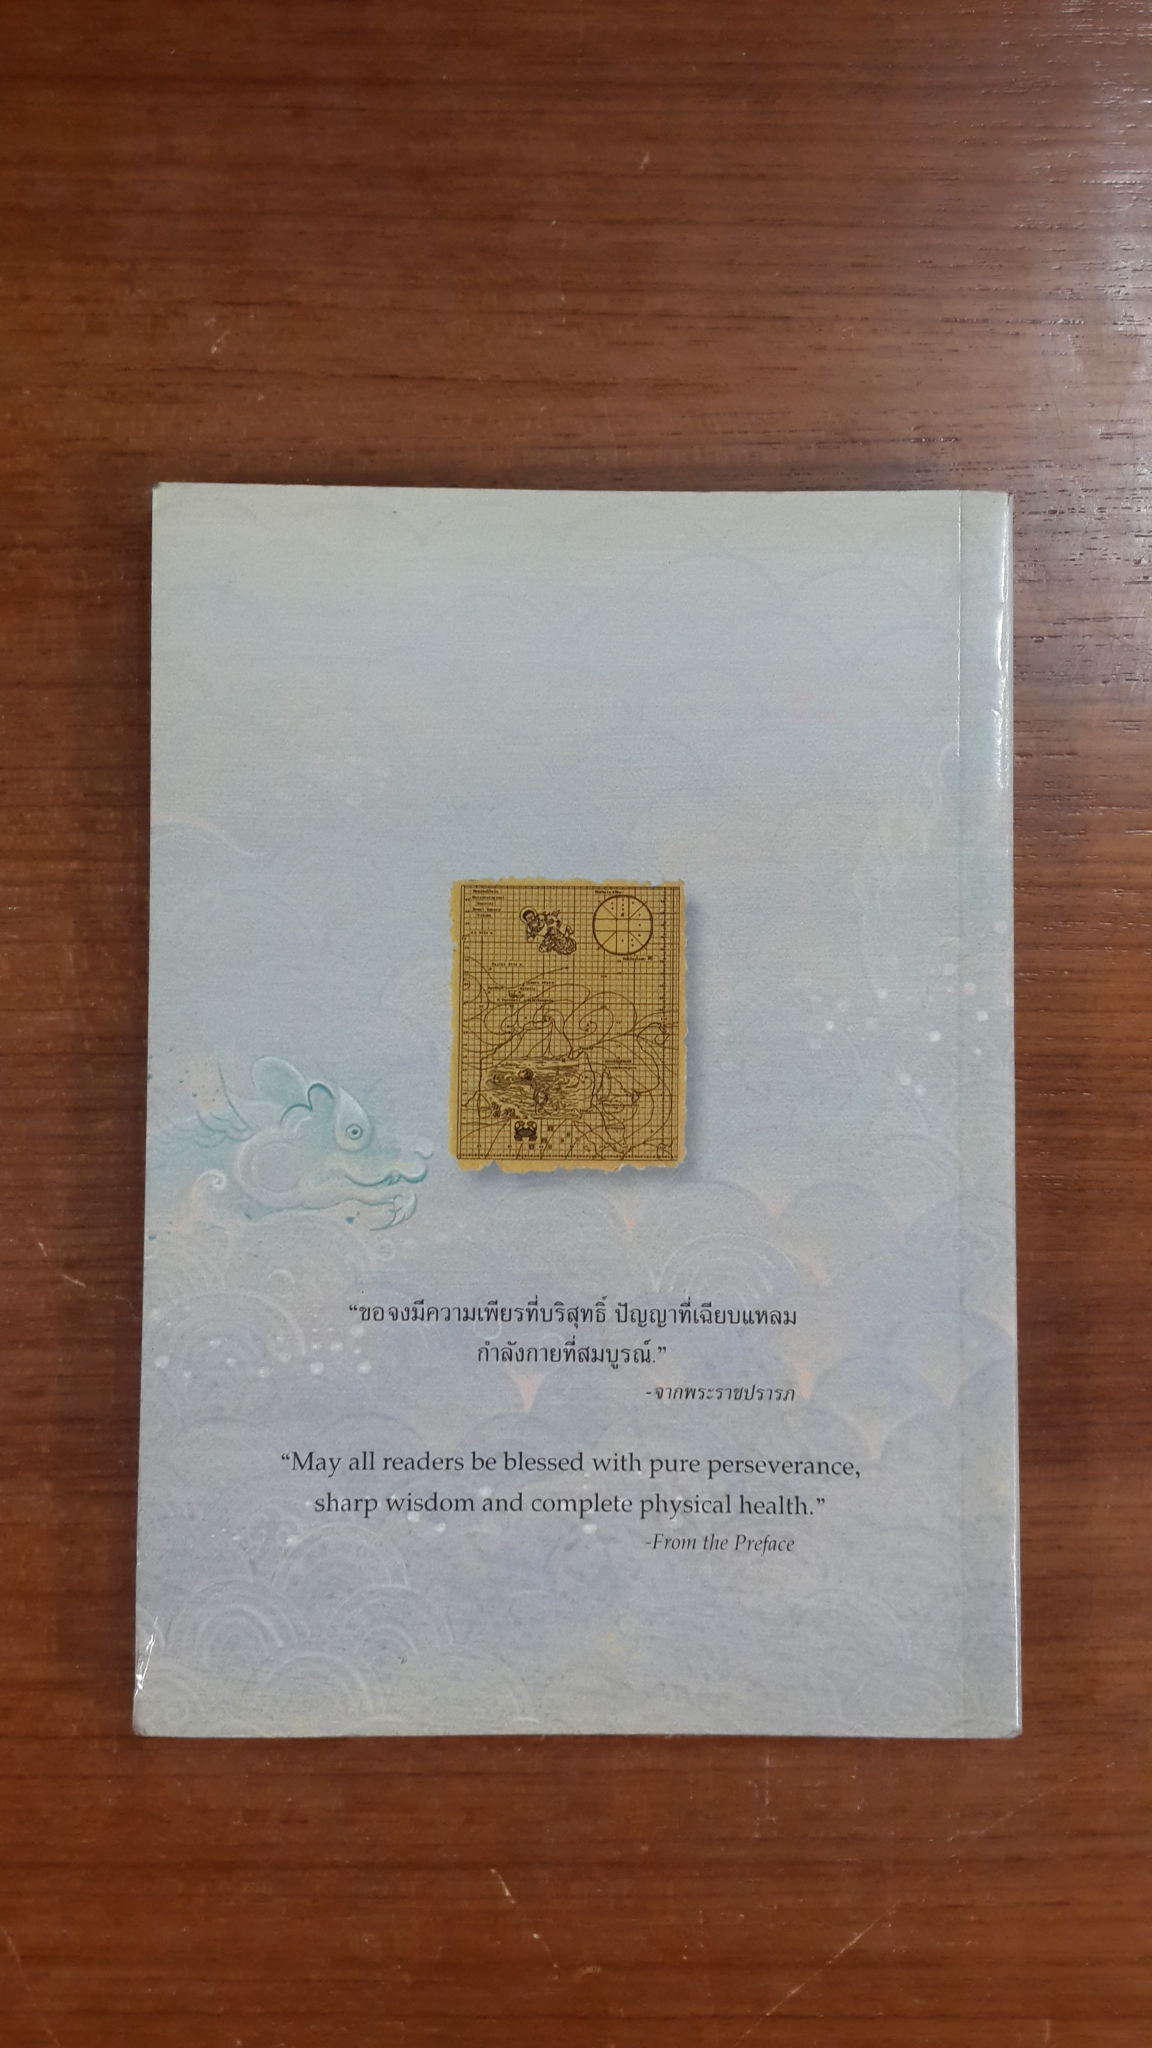 “ขอจงมีความเพียรที่บริสุทธิ์ ปัญญาที่เฉียบแหลม
กำลังกายที่สมบูรณ์.”
-จากพระราชปรารภ
“May all readers be blessed with pure perseverance,
sharp wisdom and complete physical health.”
-From the Preface